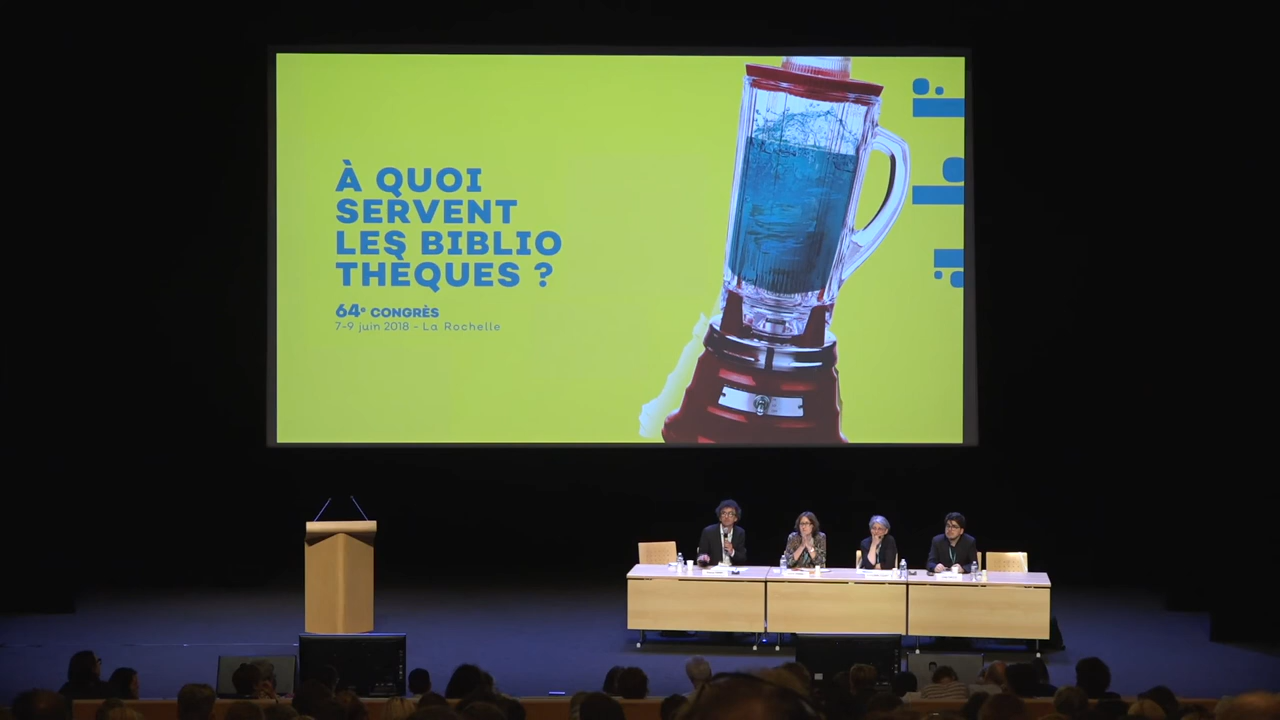 À QUOI
SERVENT
LES BIBLIO
THÈQUES ?
64e CONGRÈS
7-9 juin 2018 - La Rochelle